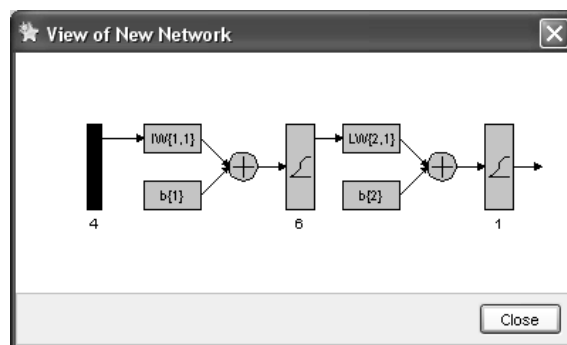 View of New Network
IW{1,1}
LW{2,1}
b{1}
b{2}
4
6
1
Close